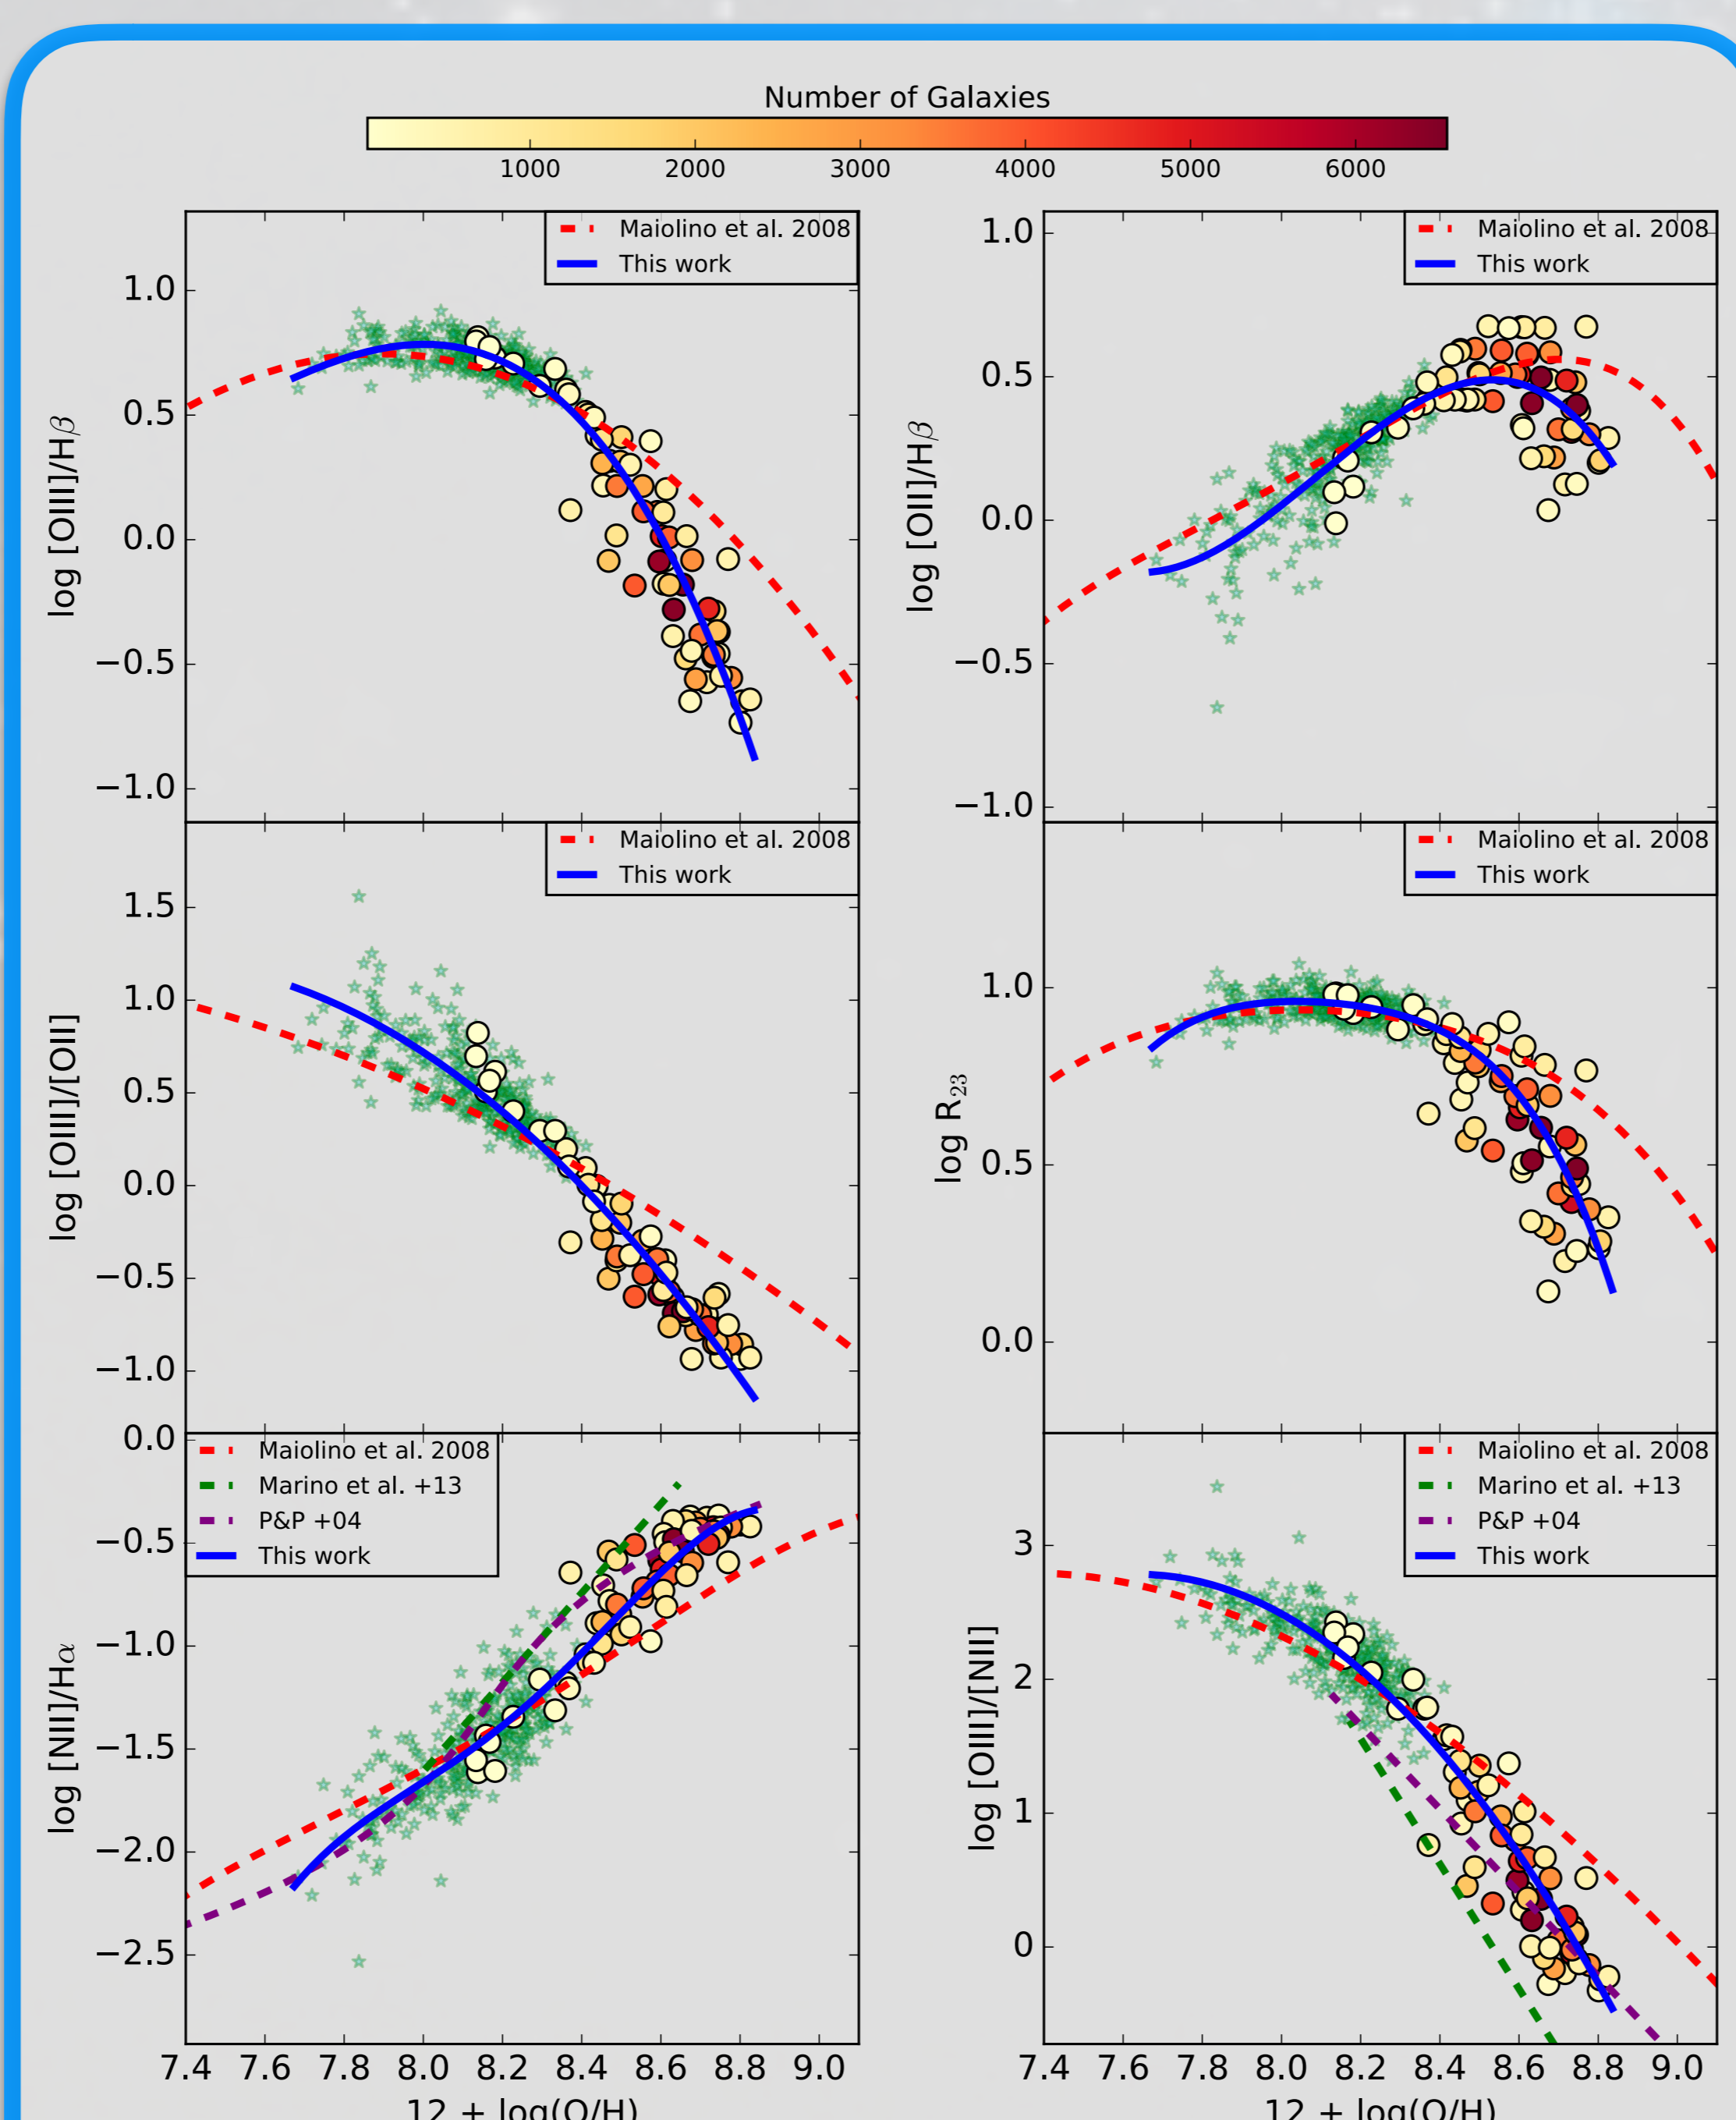 Number of Galaxies
1000 2000 3000 4000 5000 6000
Maiolino et al. 2008
This work
log [OIII]/Hβ
1.0
0.5
0.0
−0.5
−1.0
Maiolino et al. 2008
This work
log [OII]/Hβ
1.0
0.5
0.0
−0.5
−1.0
Maiolino et al. 2008
This work
log [OIII]/[OII]
1.5
1.0
0.5
0.0
−0.5
−1.0
Maiolino et al. 2008
This work
log R23
1.0
0.5
0.0
Maiolino et al. 2008
Marino et al. +13
P&P +04
This work
log [NII]/Hα
0.0
−0.5
−1.0
−1.5
−2.0
−2.5
7.4 7.6 7.8 8.0 8.2 8.4 8.6 8.8 9.0
12 + log(O/H)
Maiolino et al. 2008
Marino et al. +13
P&P +04
This work
log [OIII]/[NII]
3
2
1
0
7.4 7.6 7.8 8.0 8.2 8.4 8.6 8.8 9.0
12 + log(O/H)